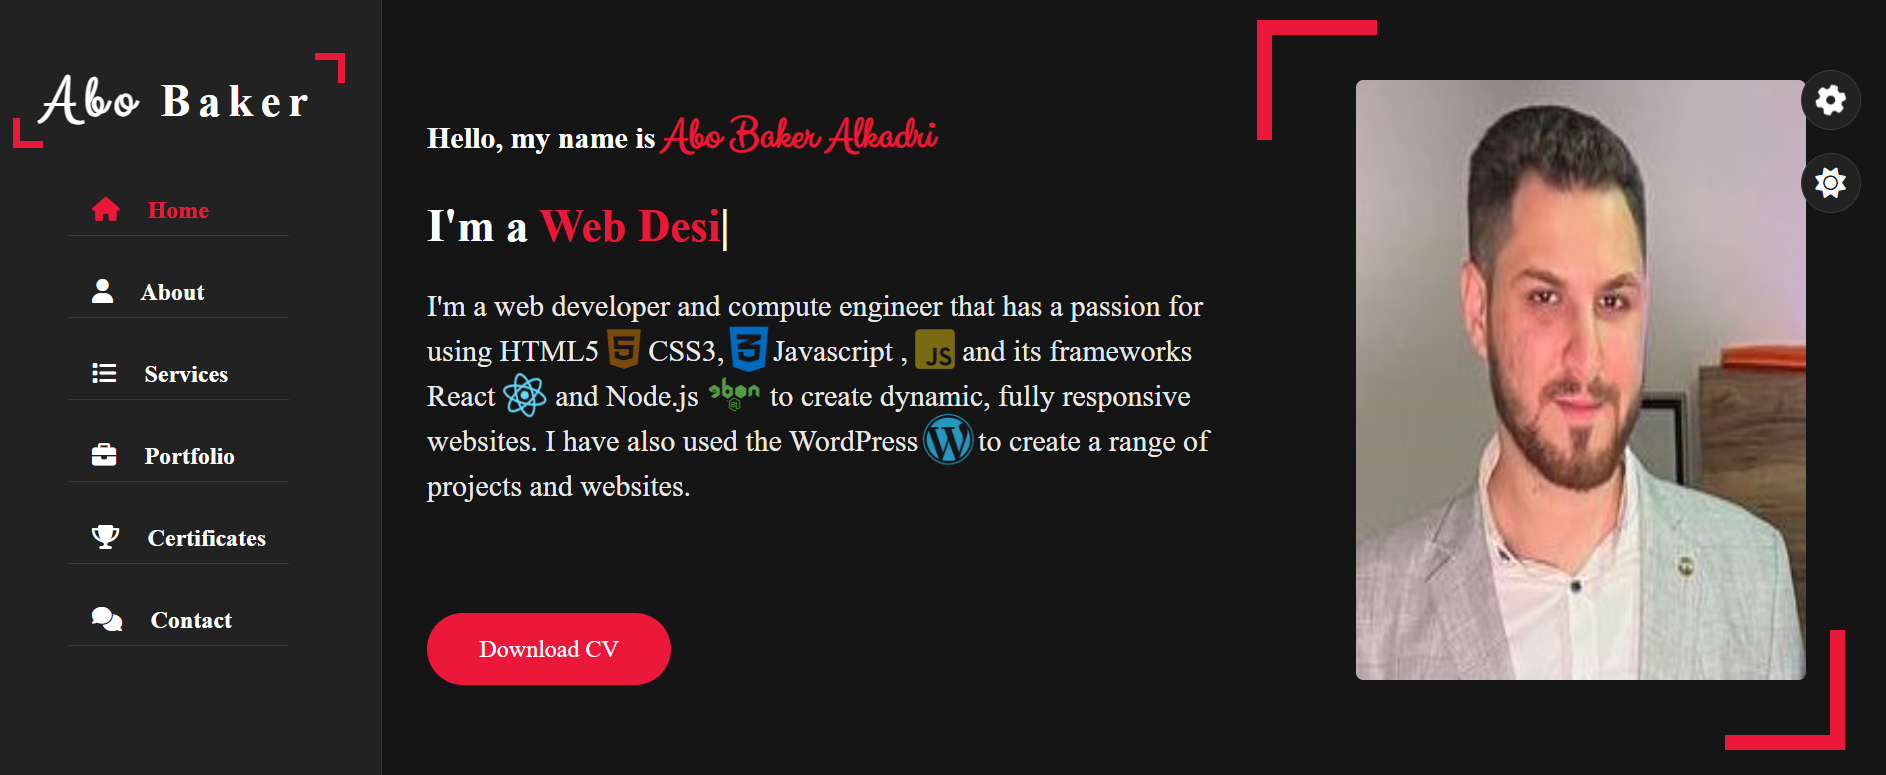 Abo Baker
Home
About
Services
Portfolio
Certificates
Contact
Hello, my name is Abo Baker Alkadri
I'm a Web Desi|
I'm a web developer and compute engineer that has a passion for
using HTML5 5 CSS3, 3 Javascript , JS and its frameworks
React and Node.js to create dynamic, fully responsive
websites. I have also used the WordPress W to create a range of
projects and websites.
Download CV